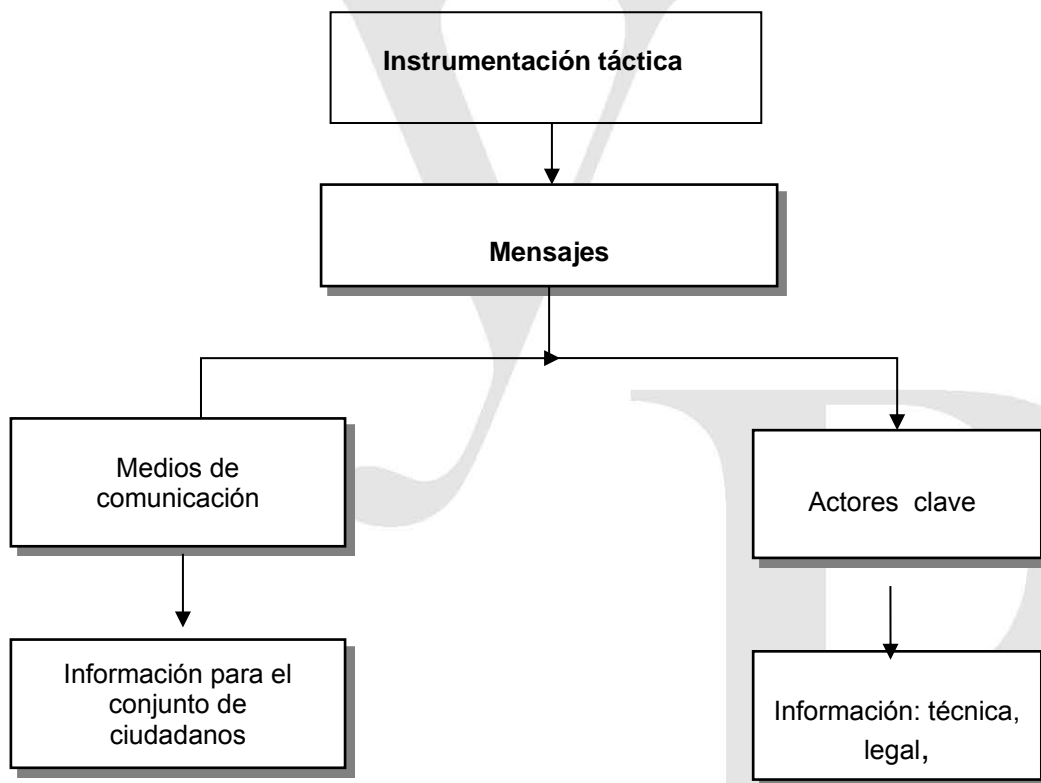 Instrumentación táctica
Mensajes
Medios de
comunicación
Actores clave
Información para el
conjunto de
ciudadanos
Información: técnica,
legal,